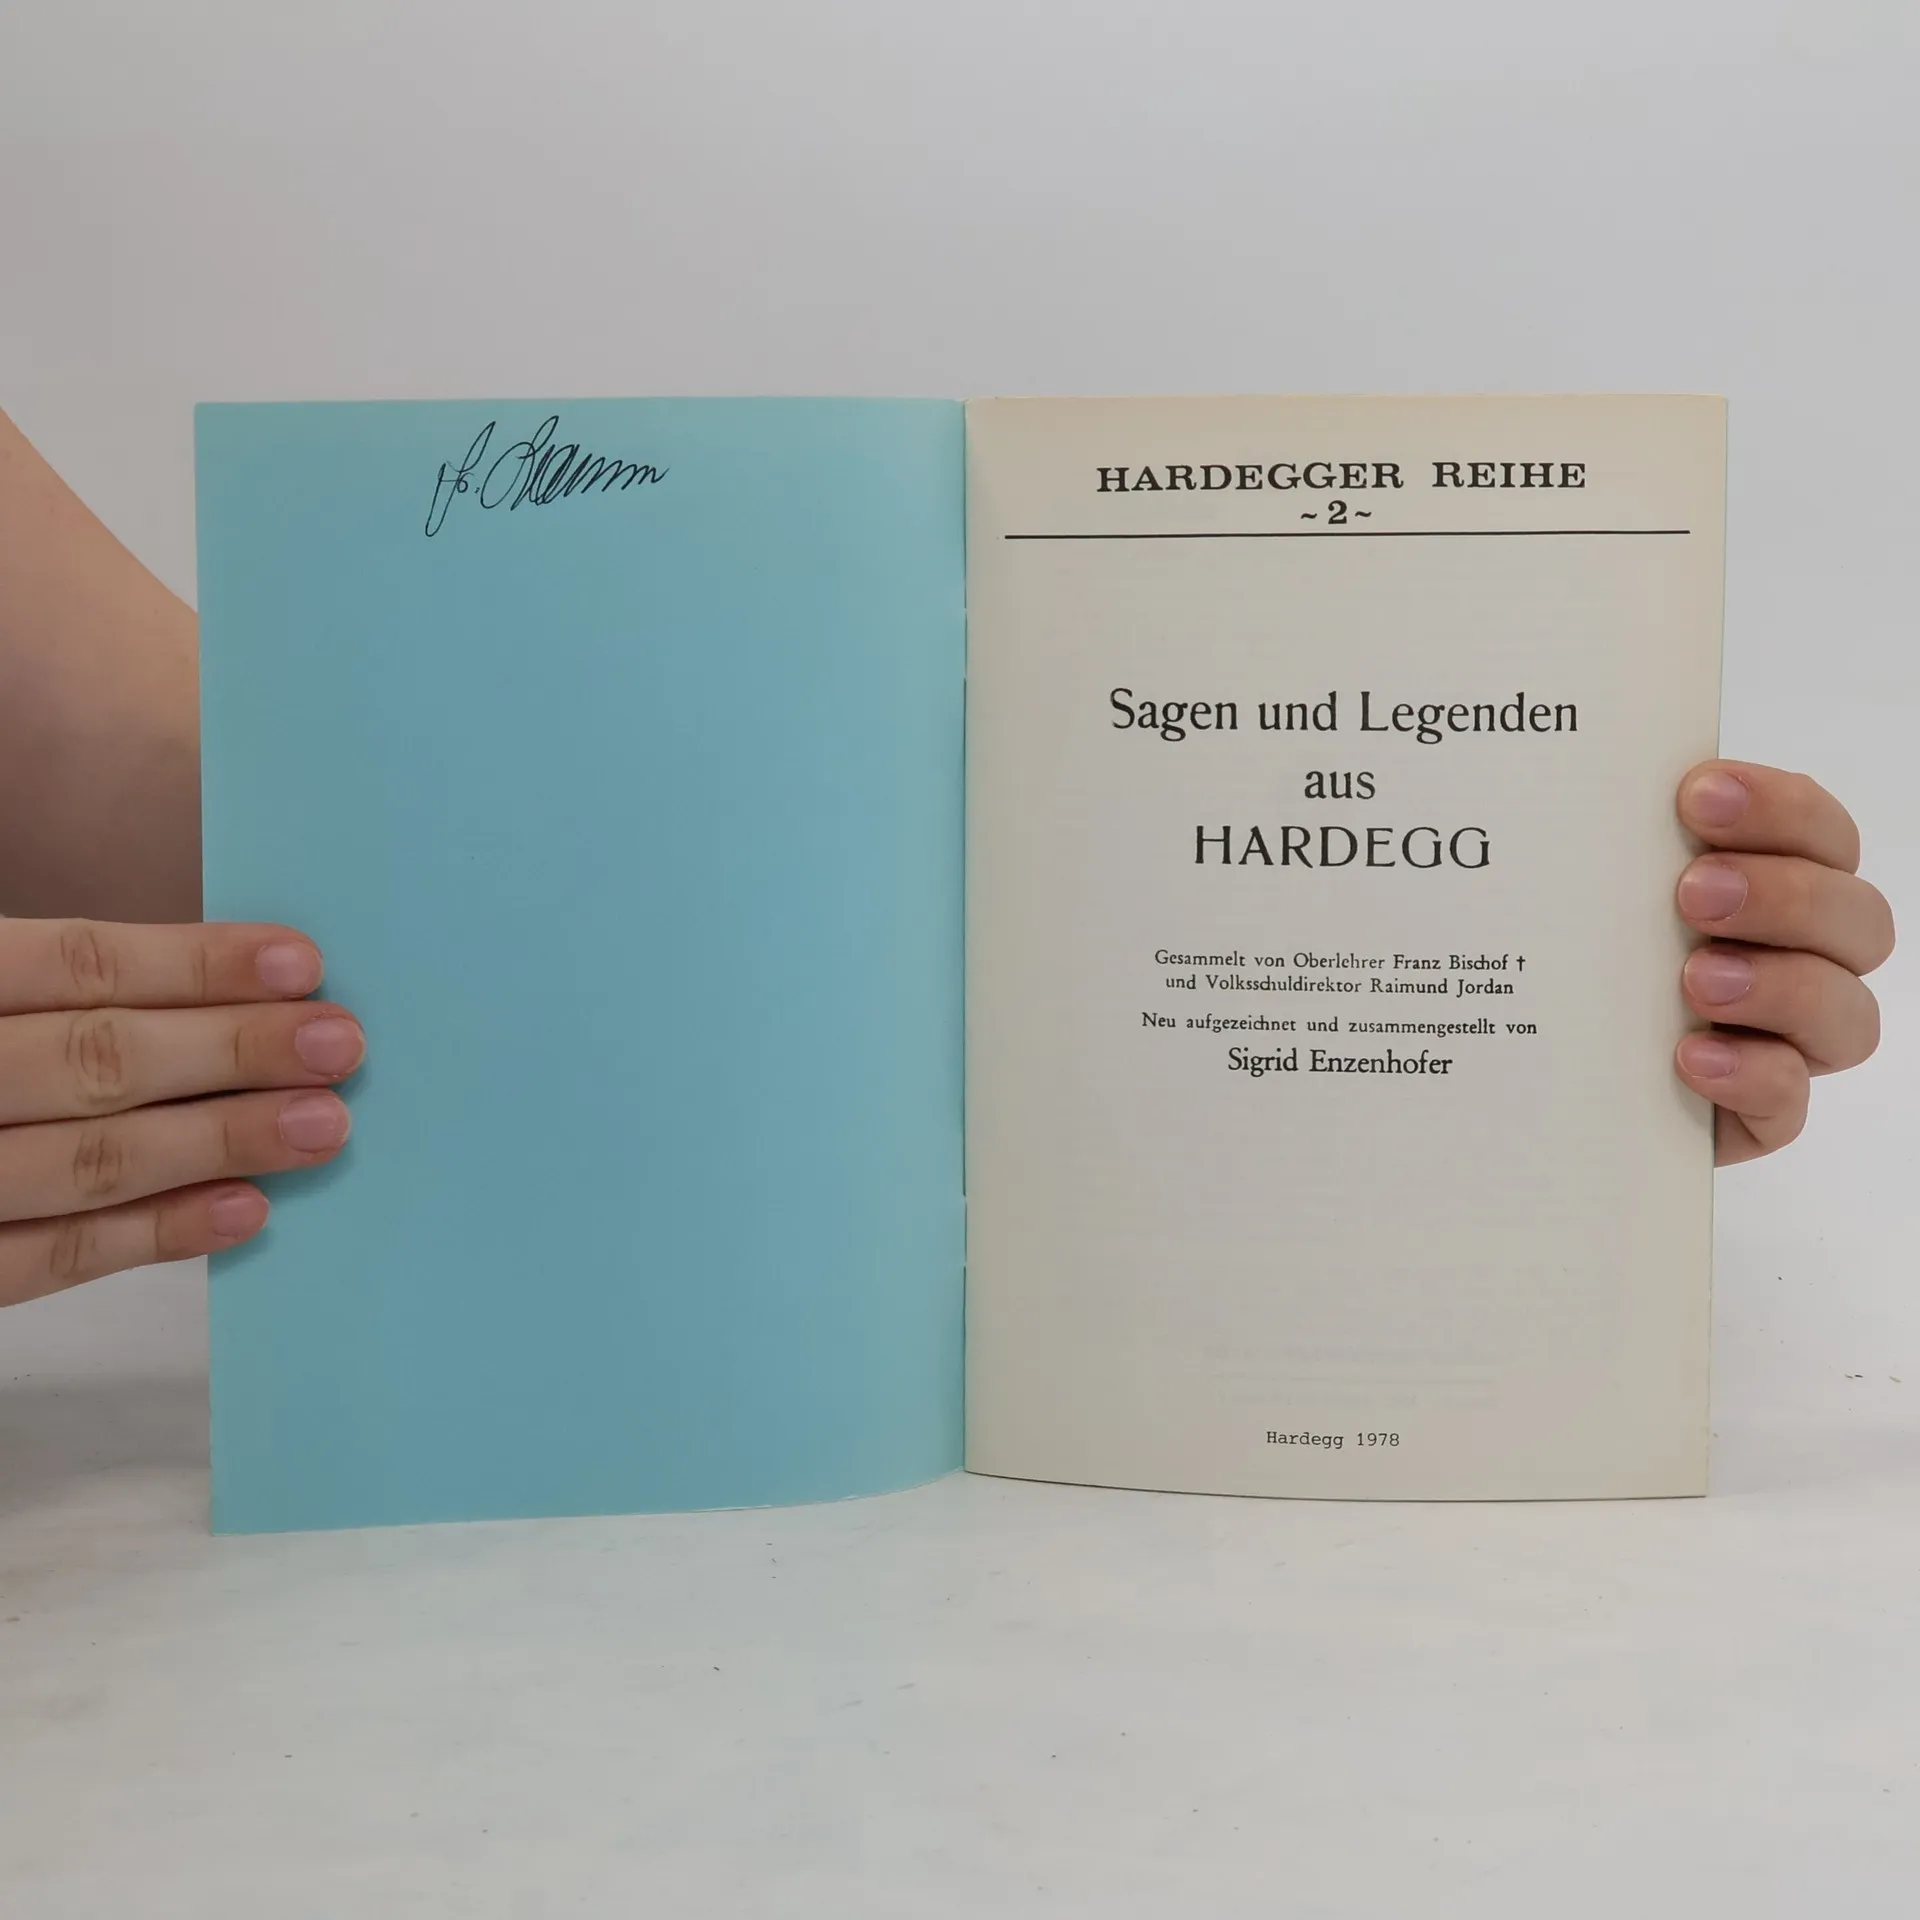 HARDEGGER REIHE
~2~
Sagen und Legenden
aus
HARDEGG
Gesammelt von Oberlehrer Franz Bischof †
und Volksschuldirektor Raimund Jordan
Neu aufgezeichnet und zusammengestellt von
Sigrid Enzenhofer
Hardegg 1978